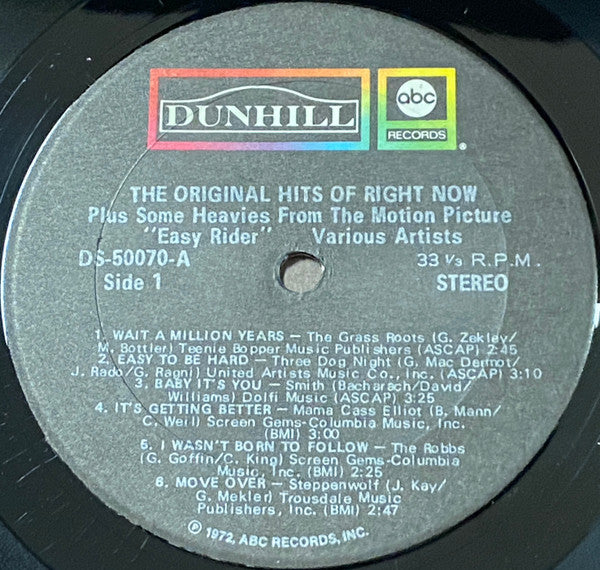 DUNHILL
abc
RECORDS
®
THE ORIGINAL HITS OF RIGHT NOW
Plus Some Heavies From The Motion Picture
"Easy Rider" Various Artists
DS-50070-A 33 1/3 R.P.M.
Side 1 STEREO
1. WAIT A MILLION YEARS — The Grass Roots (G. Zekley/
M. Bottler) Teenie Bopper Music Publishers (ASCAP) 2:45
2. EASY TO BE HARD — Three Dog Night (G. Mac Dermot/
J. Rado/G. Ragni) United Artists Music Co., Inc. (ASCAP) 3:10
3. BABY IT'S YOU — Smith (Bacharach/David/
Williams) Dolfi Music (ASCAP) 3:25
4. IT'S GETTING BETTER — Mama Cass Elliot (B. Mann/
C. Weil) Screen Gems-Columbia Music, Inc.
(BMI) 3:00
5. I WASN'T BORN TO FOLLOW — The Robbs
(G. Goffin/C. King) Screen Gems-Columbia
Music, Inc. (BMI) 2:25
6. MOVE OVER — Steppenwolf (J. Kay/
G. Mekler) Trousdale Music
Publishers, Inc. (BMI) 2:47
℗ 1972, ABC RECORDS, INC.